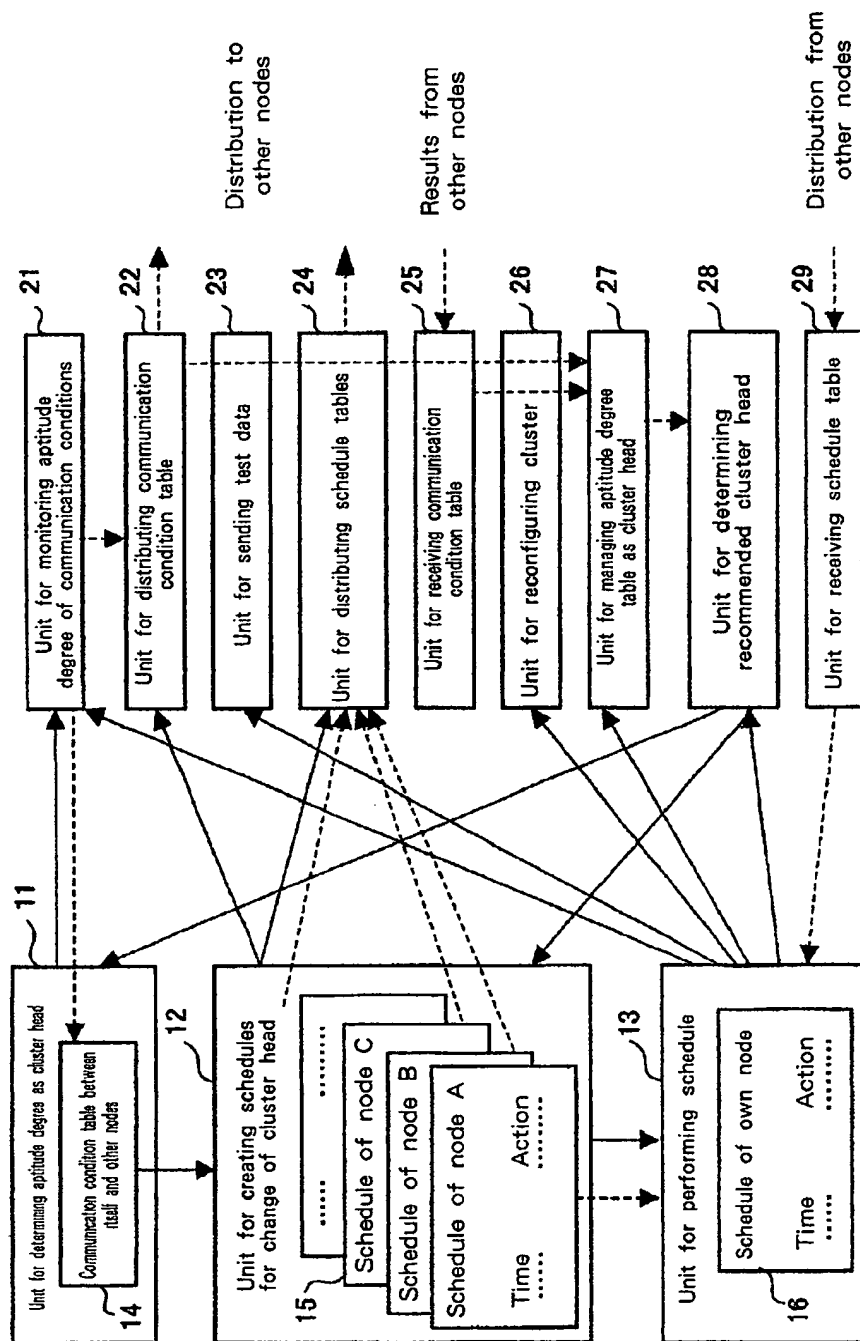 11
Unit for determining aptitude degree as cluster head
Communication condition table between
itself and other nodes
14
12
Unit for creating schedules
for change of cluster head
15
......
........
Schedule of node C
Schedule of node B
Schedule of node A
Time
Action
......
........
13
Unit for performing schedule
Schedule of own node
Time
Action
......
........
16
21
Unit for monitoring aptitude
degree of communication conditions
22
Unit for distributing communication
condition table
23
Unit for sending test data
24
Unit for distributing schedule tables
25
Unit for receiving communication
condition table
26
Unit for reconfiguring cluster
27
Unit for managing aptitude degree
table as cluster head
28
Unit for determining
recommended cluster head
29
Unit for receiving schedule table
Distribution to
other nodes
Results from
other nodes
Distribution from
other nodes